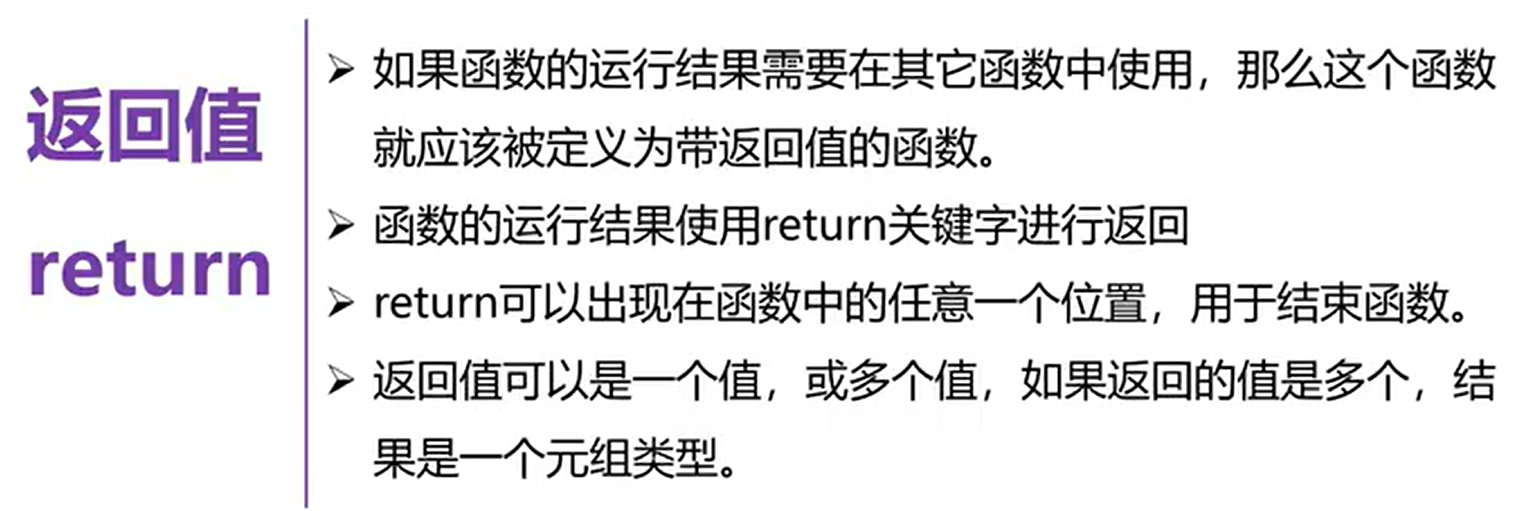 返回值
return
如果函数的运行结果需要在其它函数中使用，那么这个函数
就应该被定义为带返回值的函数。
函数的运行结果使用return关键字进行返回
return可以出现在函数中的任意一个位置，用于结束函数。
返回值可以是一个值，或多个值，如果返回的值是多个，结
果是一个元组类型。